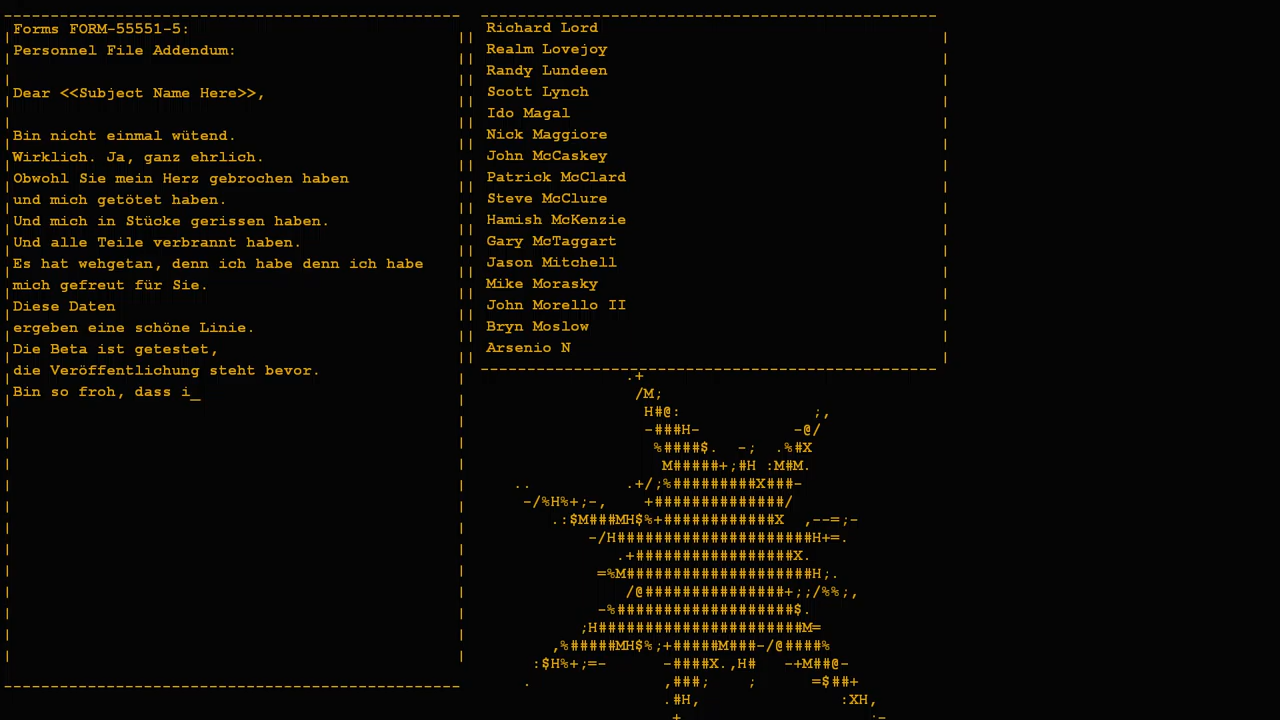 Forms FORM-55551-5:
Personnel File Addendum:
Dear <<Subject Name Here>>,
Bin nicht einmal wütend.
Wirklich. Ja, ganz ehrlich.
Obwohl Sie mein Herz gebrochen haben
und mich getötet haben.
Und mich in Stücke gerissen haben.
Und alle Teile verbrannt haben.
Es hat wehgetan, denn ich habe denn ich habe
mich gefreut für Sie.
Diese Daten
ergeben eine schöne Linie.
Die Beta ist getestet,
die Veröffentlichung steht bevor.
Bin so froh, dass i_
Richard Lord
Realm Lovejoy
Randy Lundeen
Scott Lynch
Ido Magal
Nick Maggiore
John McCaskey
Patrick McClard
Steve McClure
Hamish McKenzie
Gary McTaggart
Jason Mitchell
Mike Morasky
John Morello II
Bryn Moslow
Arsenio N